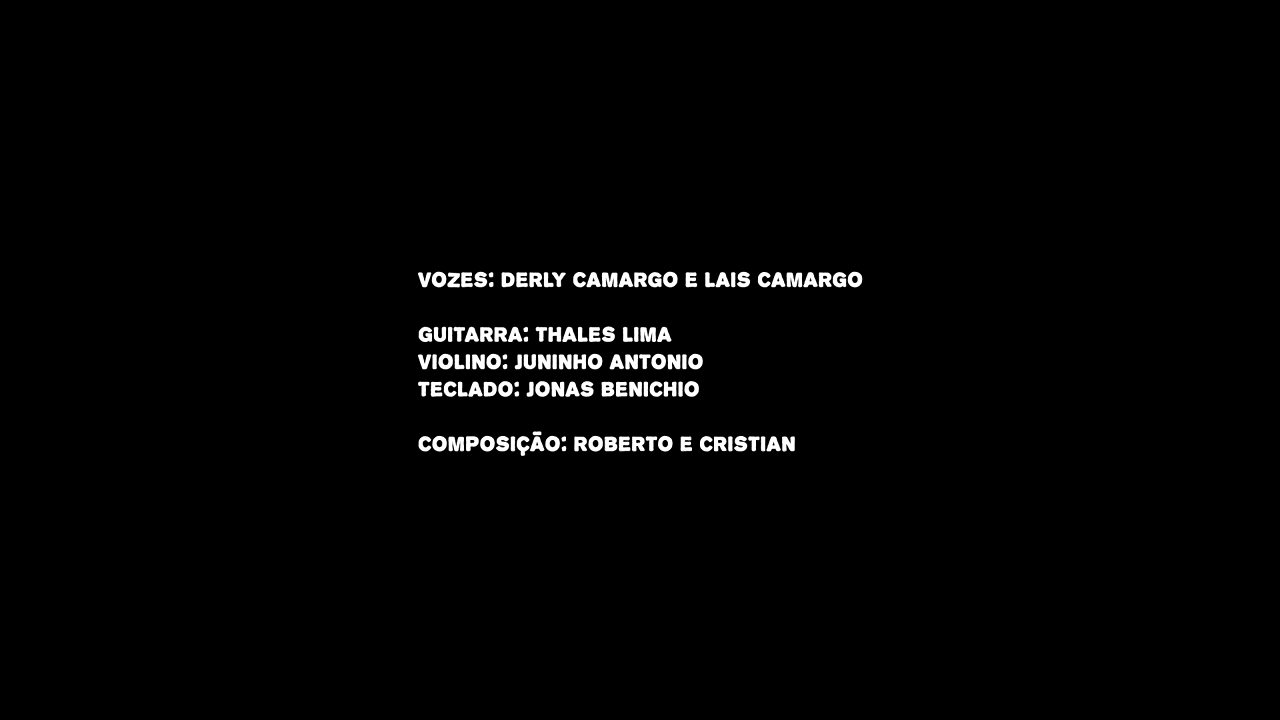 VOZES: DERLY CAMARGO E LAIS CAMARGO
GUITARRA: THALES LIMA
VIOLINO: JUNINHO ANTONIO
TECLADO: JONAS BENICHIO
COMPOSIÇÃO: ROBERTO E CRISTIAN